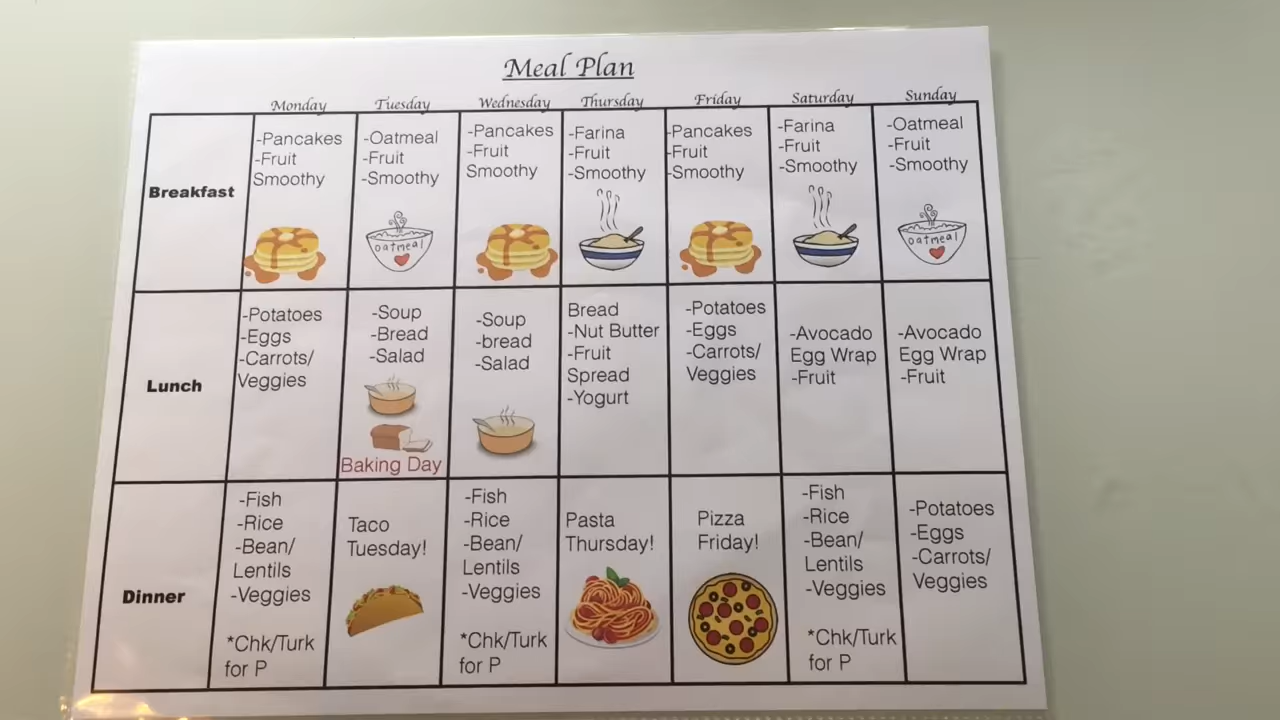 Meal Plan
Monday Tuesday Wednesday Thursday Friday Saturday Sunday
Breakfast
-Pancakes
-Fruit
Smoothy
-Oatmeal
-Fruit
-Smoothy
oatmeal
-Pancakes
-Fruit
Smoothy
-Farina
-Fruit
-Smoothy
-Pancakes
-Fruit
-Smoothy
-Farina
-Fruit
-Smoothy
-Oatmeal
-Fruit
-Smoothy
oatmeal
Lunch
-Potatoes
-Eggs
-Carrots/
Veggies
-Soup
-Bread
-Salad
Baking Day
-Soup
-bread
-Salad
Bread
-Nut Butter
-Fruit
Spread
-Yogurt
-Potatoes
-Eggs
-Carrots/
Veggies
-Avocado
Egg Wrap
-Fruit
-Avocado
Egg Wrap
-Fruit
Dinner
-Fish
-Rice
-Bean/
Lentils
-Veggies
*Chk/Turk
for P
Taco
Tuesday!
-Fish
-Rice
-Bean/
Lentils
-Veggies
*Chk/Turk
for P
Pasta
Thursday!
Pizza
Friday!
-Fish
-Rice
-Bean/
Lentils
-Veggies
*Chk/Turk
for P
-Potatoes
-Eggs
-Carrots/
Veggies